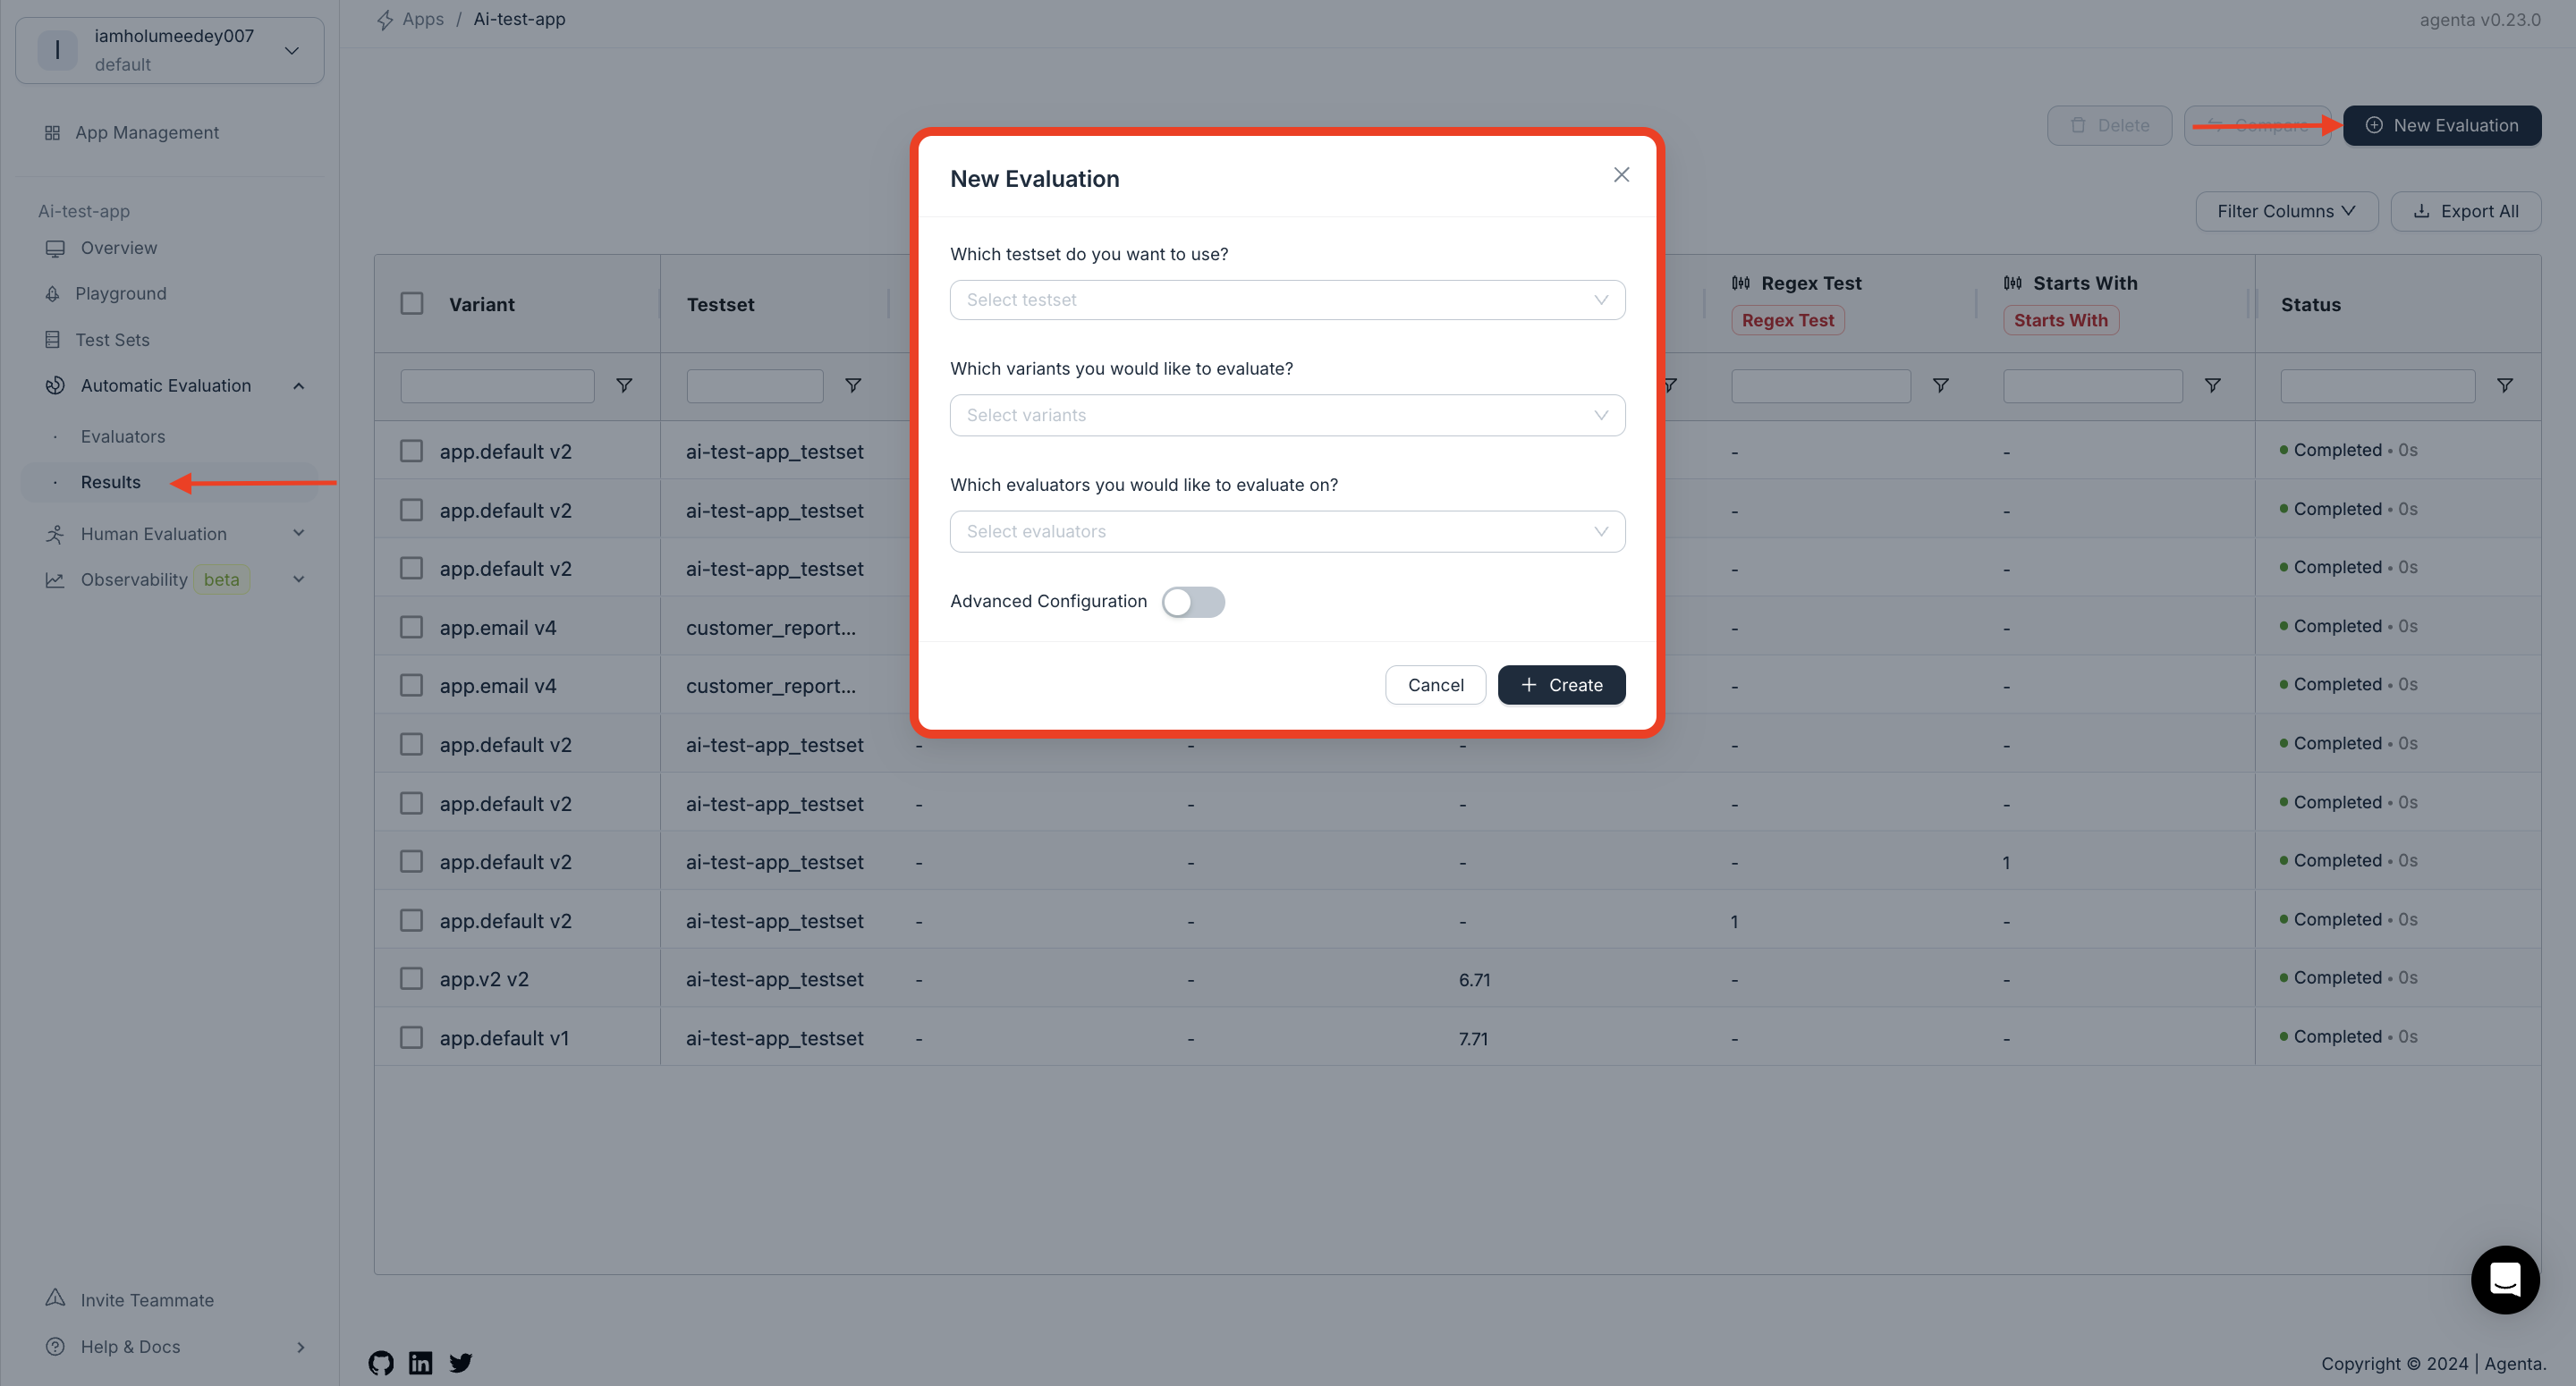 I
iamholumeedey007
default
App Management
Ai-test-app
Overview
Playground
Test Sets
Automatic Evaluation
· Evaluators
· Results
Human Evaluation
Observability beta
Invite Teammate
Help & Docs
Apps / Ai-test-app
agenta v0.23.0
Delete
Compare
New Evaluation
Filter Columns
Export All
Variant Testset Regex Test Starts With Status
Regex Test Starts With
app.default v2 ai-test-app_testset - - Completed • 0s
app.default v2 ai-test-app_testset - - Completed • 0s
app.default v2 ai-test-app_testset - - Completed • 0s
app.email v4 customer_report... - - Completed • 0s
app.email v4 customer_report... - - Completed • 0s
app.default v2 ai-test-app_testset - - - - - Completed • 0s
app.default v2 ai-test-app_testset - - - - - Completed • 0s
app.default v2 ai-test-app_testset - - - - 1 Completed • 0s
app.default v2 ai-test-app_testset - - - 1 - Completed • 0s
app.v2 v2 ai-test-app_testset - - 6.71 - - Completed • 0s
app.default v1 ai-test-app_testset - - 7.71 - - Completed • 0s
New Evaluation
Which testset do you want to use?
Select testset
Which variants you would like to evaluate?
Select variants
Which evaluators you would like to evaluate on?
Select evaluators
Advanced Configuration
Cancel
+ Create
Copyright © 2024 | Agenta.